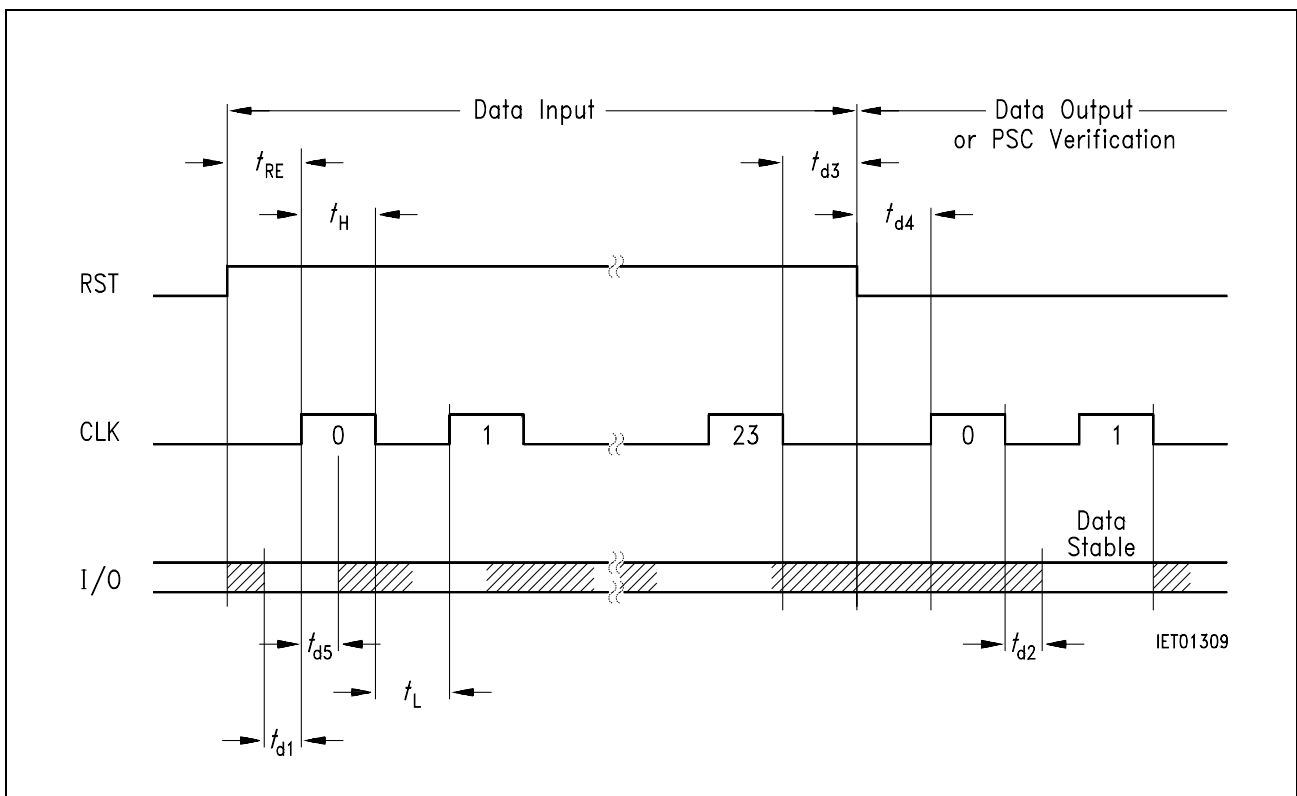 Data Input
Data Output
or PSC Verification
tRE
td3
tH
td4
RST
CLK
0
1
23
0
1
Data
Stable
I/O
td5
td2
IET01309
tL
td1